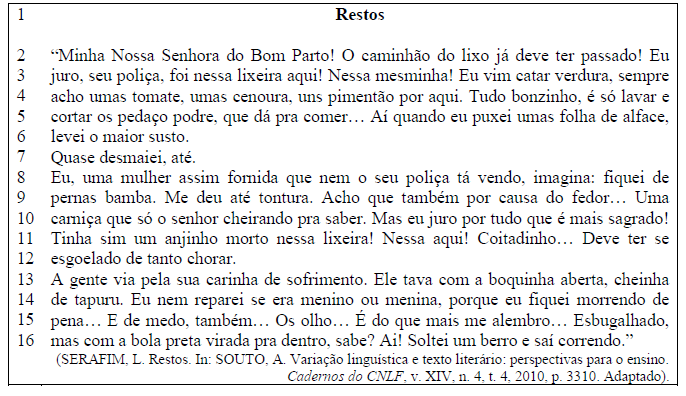 1 Restos
2 “Minha Nossa Senhora do Bom Parto! O caminhão do lixo já deve ter passado! Eu
3 juro, seu poliça, foi nessa lixeira aqui! Nessa mesminha! Eu vim catar verdura, sempre
4 acho umas tomate, umas cenoura, uns pimentão por aqui. Tudo bonzinho, é só lavar e
5 cortar os pedaço podre, que dá pra comer… Aí quando eu puxei umas folha de alface,
6 levei o maior susto.
7 Quase desmaiei, até.
8 Eu, uma mulher assim fornida que nem o seu poliça tá vendo, imagina: fiquei de
9 pernas bamba. Me deu até tontura. Acho que também por causa do fedor… Uma
10 carniça que só o senhor cheirando pra saber. Mas eu juro por tudo que é mais sagrado!
11 Tinha sim um anjinho morto nessa lixeira! Nessa aqui! Coitadinho… Deve ter se
12 esgoelado de tanto chorar.
13 A gente via pela sua carinha de sofrimento. Ele tava com a boquinha aberta, cheinha
14 de tapuru. Eu nem reparei se era menino ou menina, porque eu fiquei morrendo de
15 pena… E de medo, também… Os olho… É do que mais me alembro… Esbugalhado,
16 mas com a bola preta virada pra dentro, sabe? Ai! Soltei um berro e saí correndo.”
(SERAFIM, L. Restos. In: SOUTO, A. Variação linguística e texto literário: perspectivas para o ensino.
Cadernos do CNLF, v. XIV, n. 4, t. 4, 2010, p. 3310. Adaptado).